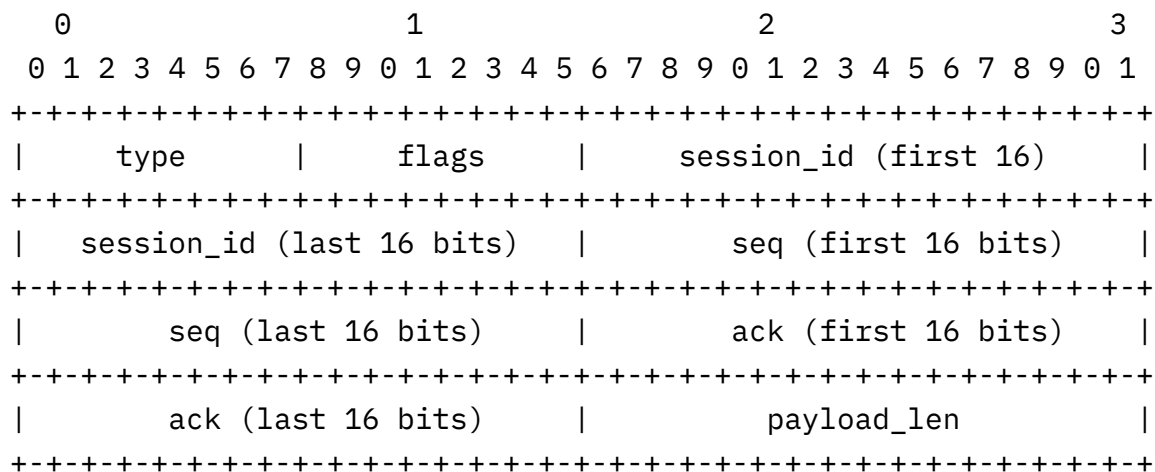 0 1 2 3
0 1 2 3 4 5 6 7 8 9 0 1 2 3 4 5 6 7 8 9 0 1 2 3 4 5 6 7 8 9 0 1
+-+-+-+-+-+-+-+-+-+-+-+-+-+-+-+-+-+-+-+-+-+-+-+-+-+-+-+-+-+-+-+-+
| type | flags | session_id (first 16) |
+-+-+-+-+-+-+-+-+-+-+-+-+-+-+-+-+-+-+-+-+-+-+-+-+-+-+-+-+-+-+-+-+
| session_id (last 16 bits) | seq (first 16 bits) |
+-+-+-+-+-+-+-+-+-+-+-+-+-+-+-+-+-+-+-+-+-+-+-+-+-+-+-+-+-+-+-+-+
| seq (last 16 bits) | ack (first 16 bits) |
+-+-+-+-+-+-+-+-+-+-+-+-+-+-+-+-+-+-+-+-+-+-+-+-+-+-+-+-+-+-+-+-+
| ack (last 16 bits) | payload_len |
+-+-+-+-+-+-+-+-+-+-+-+-+-+-+-+-+-+-+-+-+-+-+-+-+-+-+-+-+-+-+-+-+